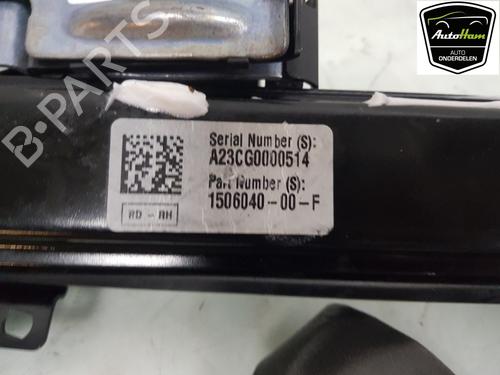 AutoHam
AUTO
ONDERDELEN
B-PARTS
Serial Number (S):
A23CG0000514
Part Number (S):
1506040-00-F
RD - RH